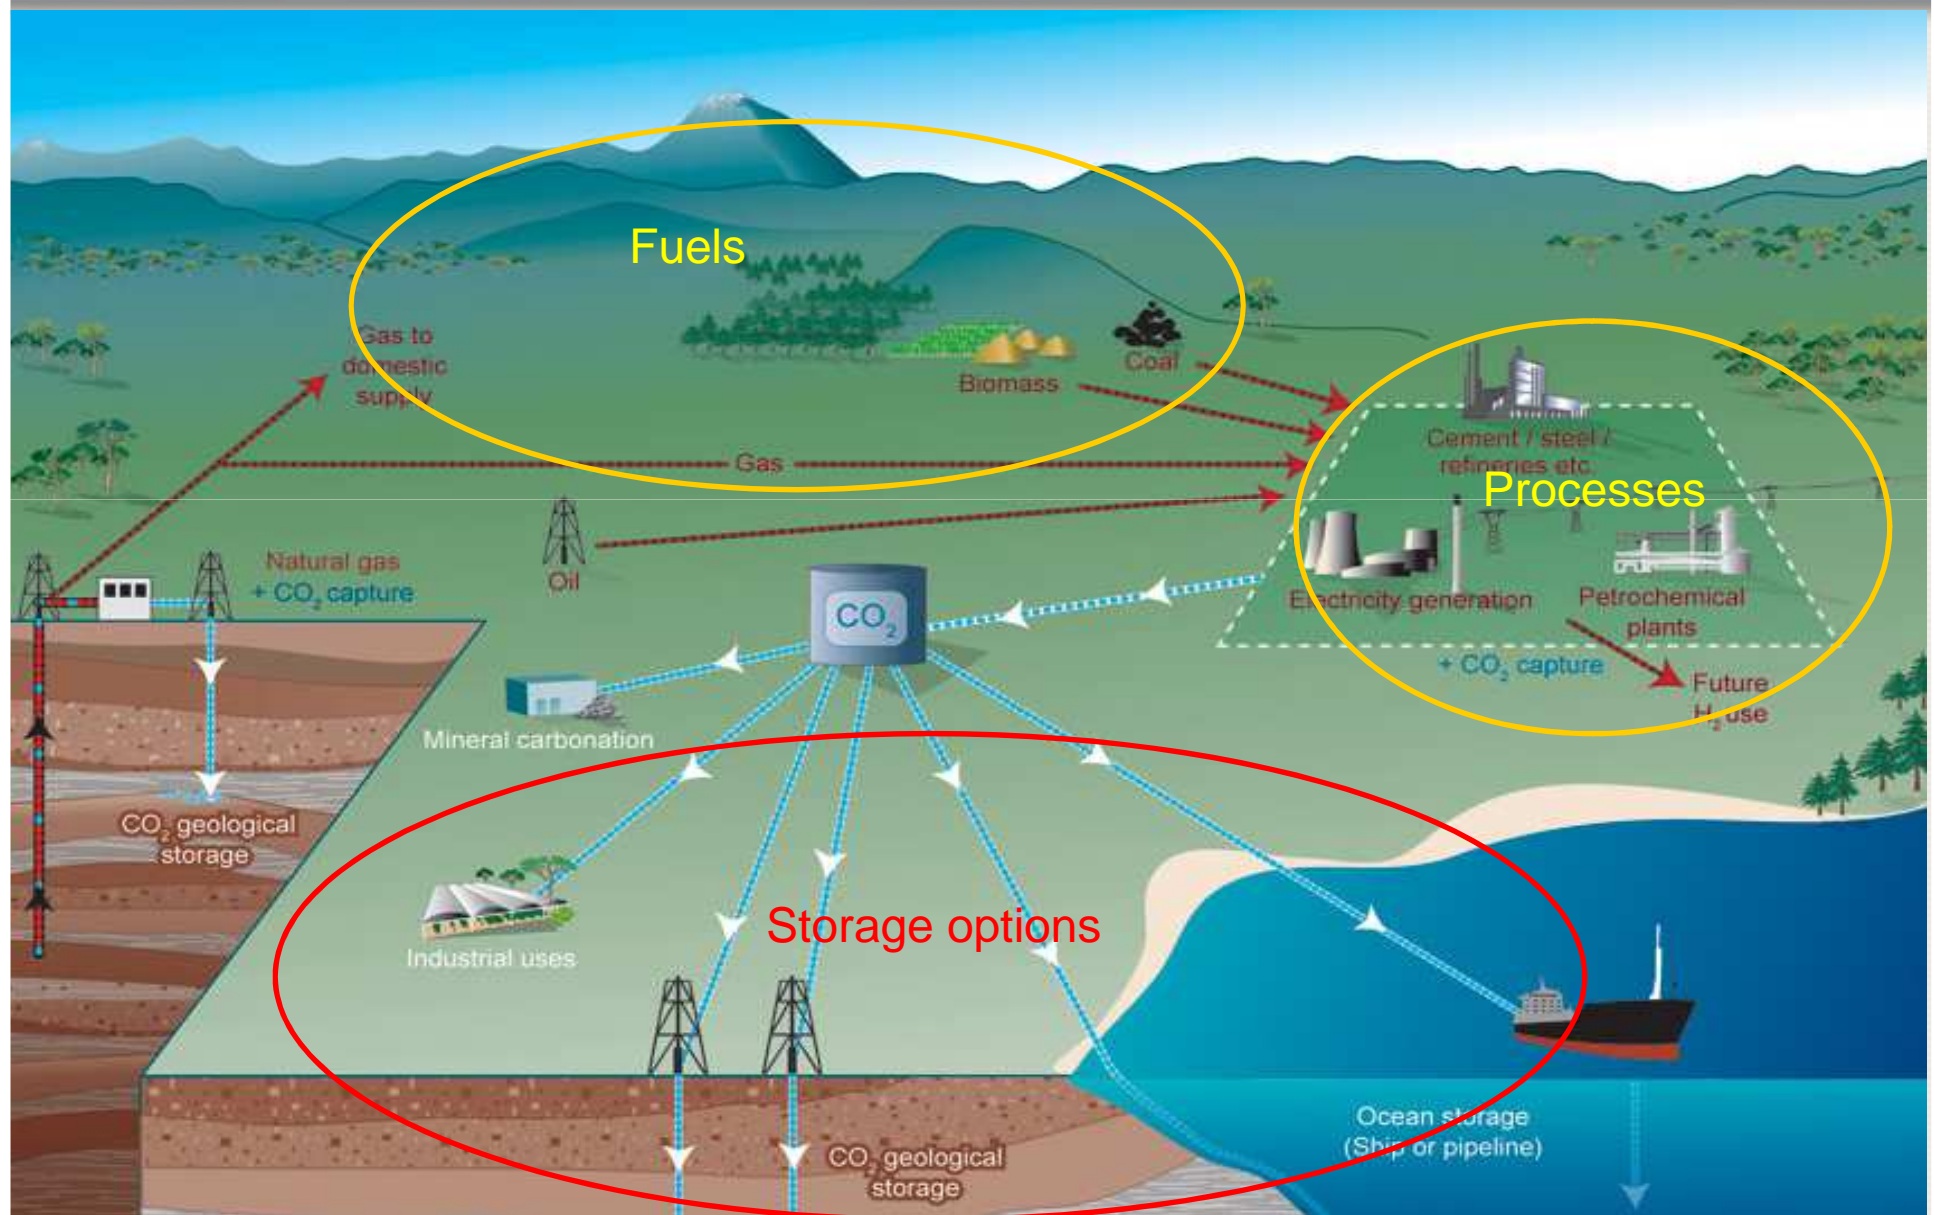 Fuels
Gas to
domestic
supply
Coal
Biomass
Cement / steel /
refineries etc.
Gas
Processes
Natural gas
+ CO₂ capture
Oil
CO₂
Electricity generation
Petrochemical
plants
+ CO₂ capture
Future
H₂ use
Mineral carbonation
CO₂ geological
storage
Storage options
Industrial uses
Ocean storage
(Ship or pipeline)
CO₂ geological
storage